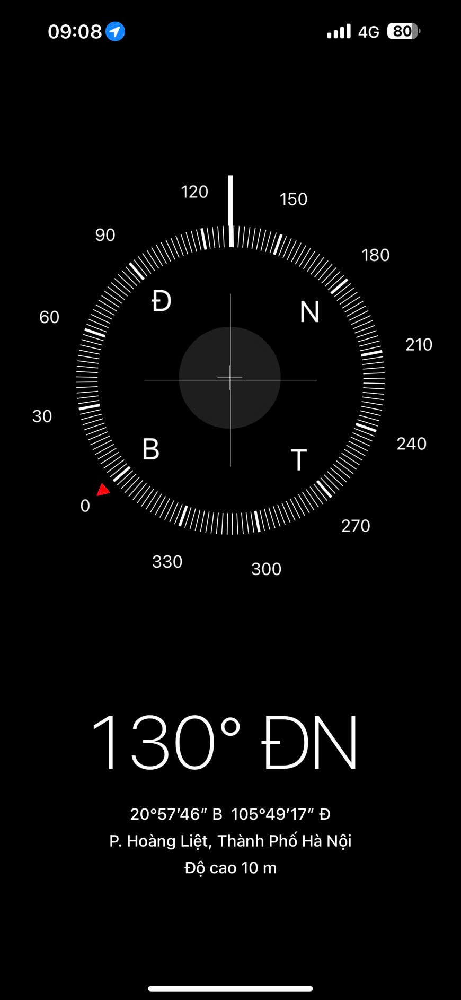 09:08 4G 80
120 150
90 180
Đ N
60 210
30 240
B T
0 270
330 300
130° ĐN
20°57’46” B 105°49’17” Đ
P. Hoàng Liệt, Thành Phố Hà Nội
Độ cao 10 m